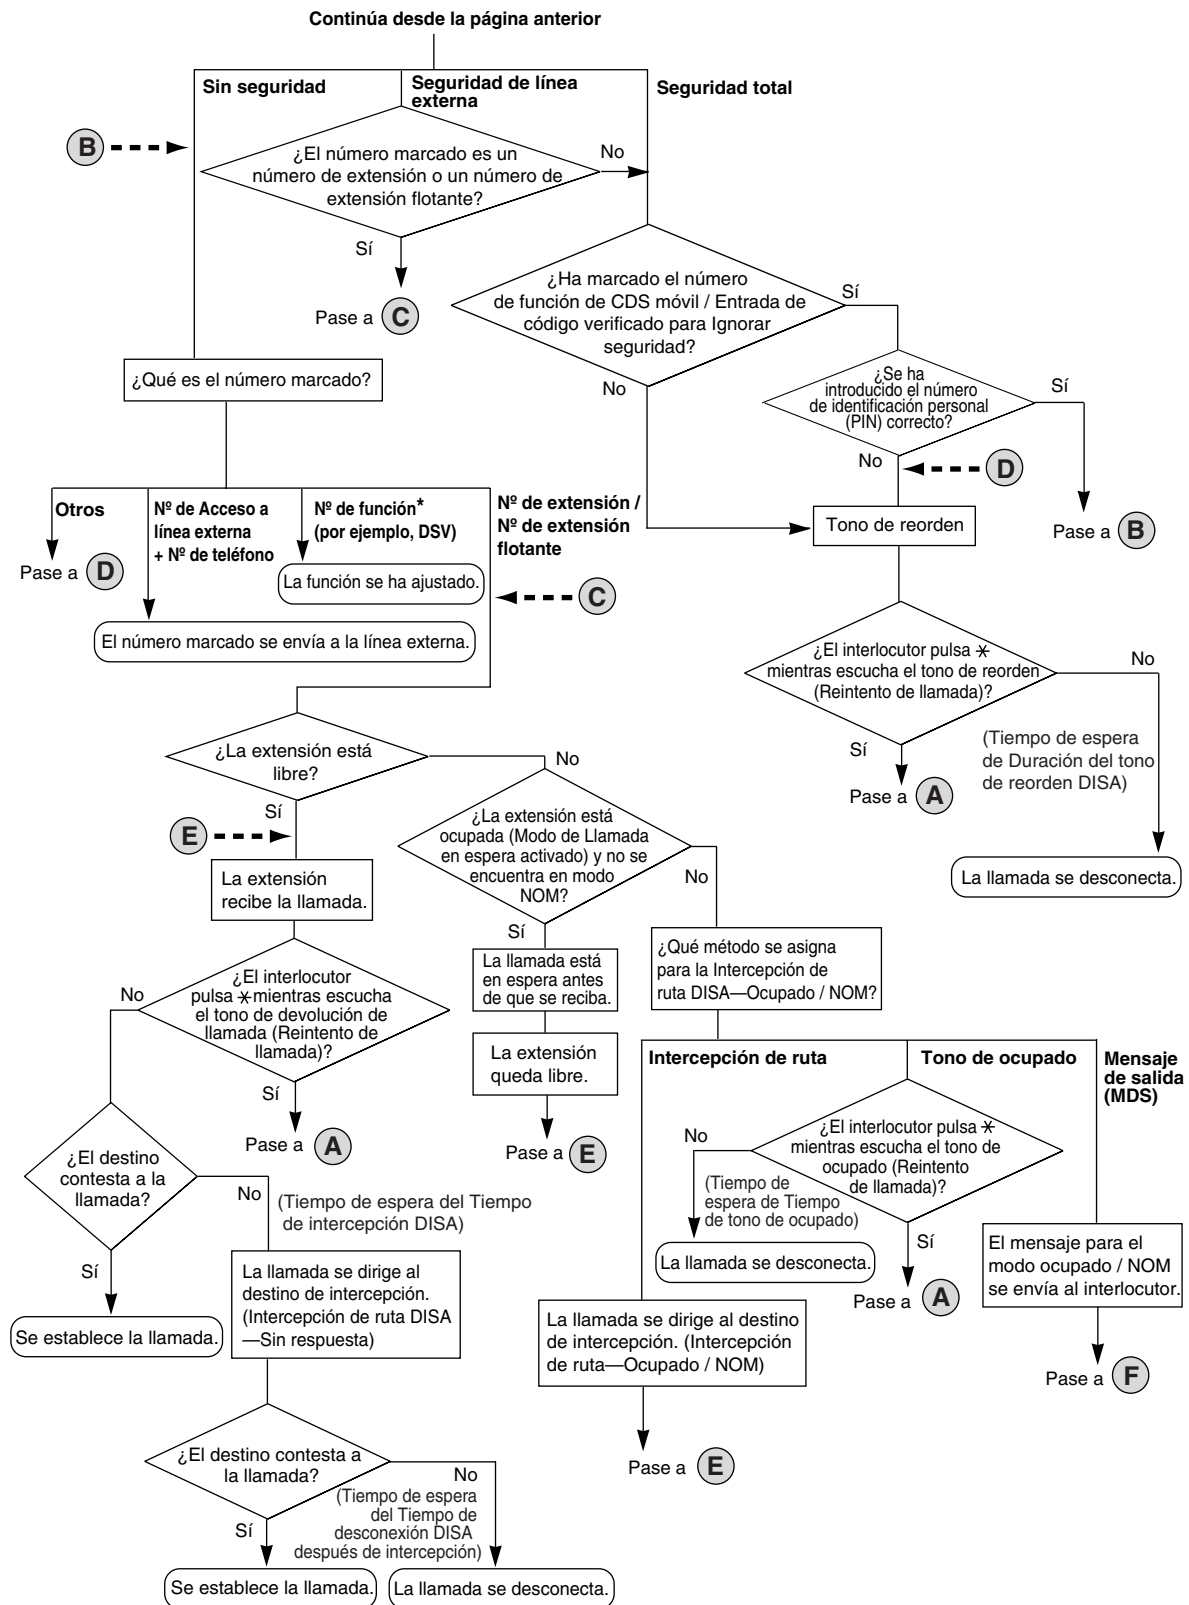 Continúa desde la página anterior
Sin seguridad
Seguridad de línea
externa
Seguridad total
B
¿El número marcado es un
número de extensión o un número de
extensión flotante?
No
Sí
Pase a C
¿Ha marcado el número
de función de CDS móvil / Entrada de
código verificado para Ignorar
seguridad?
Sí
No
¿Qué es el número marcado?
¿Se ha
introducido el número
de identificación personal
(PIN) correcto?
Sí
No
D
Pase a B
Otros
Pase a D
Nº de Acceso a
línea externa
+ Nº de teléfono
Nº de función*
(por ejemplo, DSV)
La función se ha ajustado.
Nº de extensión /
Nº de extensión
flotante
C
El número marcado se envía a la línea externa.
Tono de reorden
¿El interlocutor pulsa *
mientras escucha el tono de reorden
(Reintento de llamada)?
No
Sí
Pase a A
(Tiempo de espera
de Duración del tono
de reorden DISA)
La llamada se desconecta.
¿La extensión está
libre?
No
Sí
E
La extensión
recibe la llamada.
¿La extensión está
ocupada (Modo de Llamada
en espera activado) y no se
encuentra en modo
NOM?
No
Sí
La llamada está
en espera antes
de que se reciba.
La extensión
queda libre.
Pase a E
¿Qué método se asigna
para la Intercepción de
ruta DISA—Ocupado / NOM?
¿El interlocutor
pulsa * mientras escucha
el tono de devolución de
llamada (Reintento de
llamada)?
No
Sí
Pase a A
Intercepción de ruta
Tono de ocupado
Mensaje
de salida
(MDS)
¿El interlocutor pulsa *
mientras escucha el tono de
ocupado (Reintento
de llamada)?
No
(Tiempo de
espera de Tiempo
de tono de ocupado)
La llamada se desconecta.
Sí
Pase a A
El mensaje para el
modo ocupado / NOM
se envía al interlocutor.
Pase a F
¿El destino
contesta a la
llamada?
No
(Tiempo de espera del Tiempo
de intercepción DISA)
Sí
Se establece la llamada.
La llamada se dirige al
destino de intercepción.
(Intercepción de ruta DISA
—Sin respuesta)
La llamada se dirige al destino
de intercepción. (Intercepción
de ruta—Ocupado / NOM)
Pase a E
¿El destino contesta a
la llamada?
No
(Tiempo de espera
del Tiempo de
desconexión DISA
después de intercepción)
Sí
Se establece la llamada.
La llamada se desconecta.